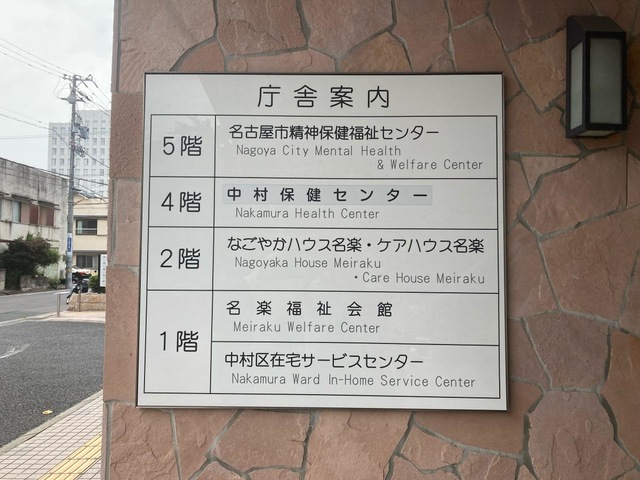 庁舎案内
5階
名古屋市精神保健福祉センター
Nagoya City Mental Health
& Welfare Center
4階
中村保健センター
Nakamura Health Center
2階
なごやかハウス名楽・ケアハウス名楽
Nagoyaka House Meiraku
・Care House Meiraku
1階
名楽福祉会館
Meiraku Welfare Center
中村区在宅サービスセンター
Nakamura Ward In-Home Service Center